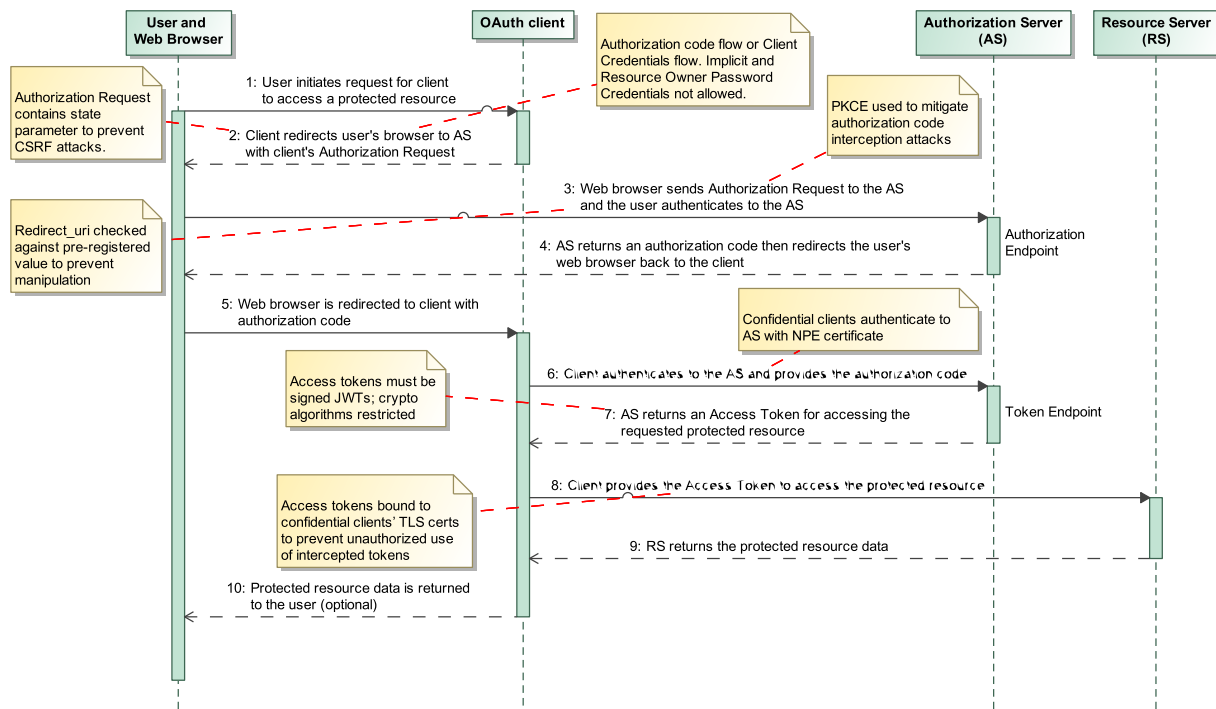 User and
Web Browser
OAuth client
Authorization Server
(AS)
Resource Server
(RS)
Authorization code flow or Client
Credentials flow. Implicit and
Resource Owner Password
Credentials not allowed.
Authorization Request
contains state
parameter to prevent
CSRF attacks.
1: User initiates request for client
to access a protected resource
PKCE used to mitigate
authorization code
interception attacks
2: Client redirects user's browser to AS
with client's Authorization Request
3: Web browser sends Authorization Request to the AS
and the user authenticates to the AS
Redirect_uri checked
against pre-registered
value to prevent
manipulation
Authorization
Endpoint
4: AS returns an authorization code then redirects the user's
web browser back to the client
5: Web browser is redirected to client with
authorization code
Confidential clients authenticate to
AS with NPE certificate
Access tokens must be
signed JWTs; crypto
algorithms restricted
6: Client authenticates to the AS and provides the authorization code
7: AS returns an Access Token for accessing the
requested protected resource
Token Endpoint
8: Client provides the Access Token to access the protected resource
Access tokens bound to
confidential clients’ TLS certs
to prevent unauthorized use
of intercepted tokens
9: RS returns the protected resource data
10: Protected resource data is returned
to the user (optional)